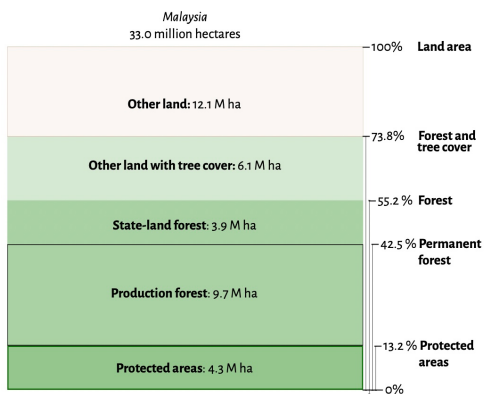 Malaysia
33.0 million hectares
100% Land area
Other land: 12.1 M ha
73.8% Forest and
tree cover
Other land with tree cover: 6.1 M ha
55.2 % Forest
State-land forest: 3.9 M ha
42.5 % Permanent
forest
Production forest: 9.7 M ha
13.2 % Protected
areas
Protected areas: 4.3 M ha
0%